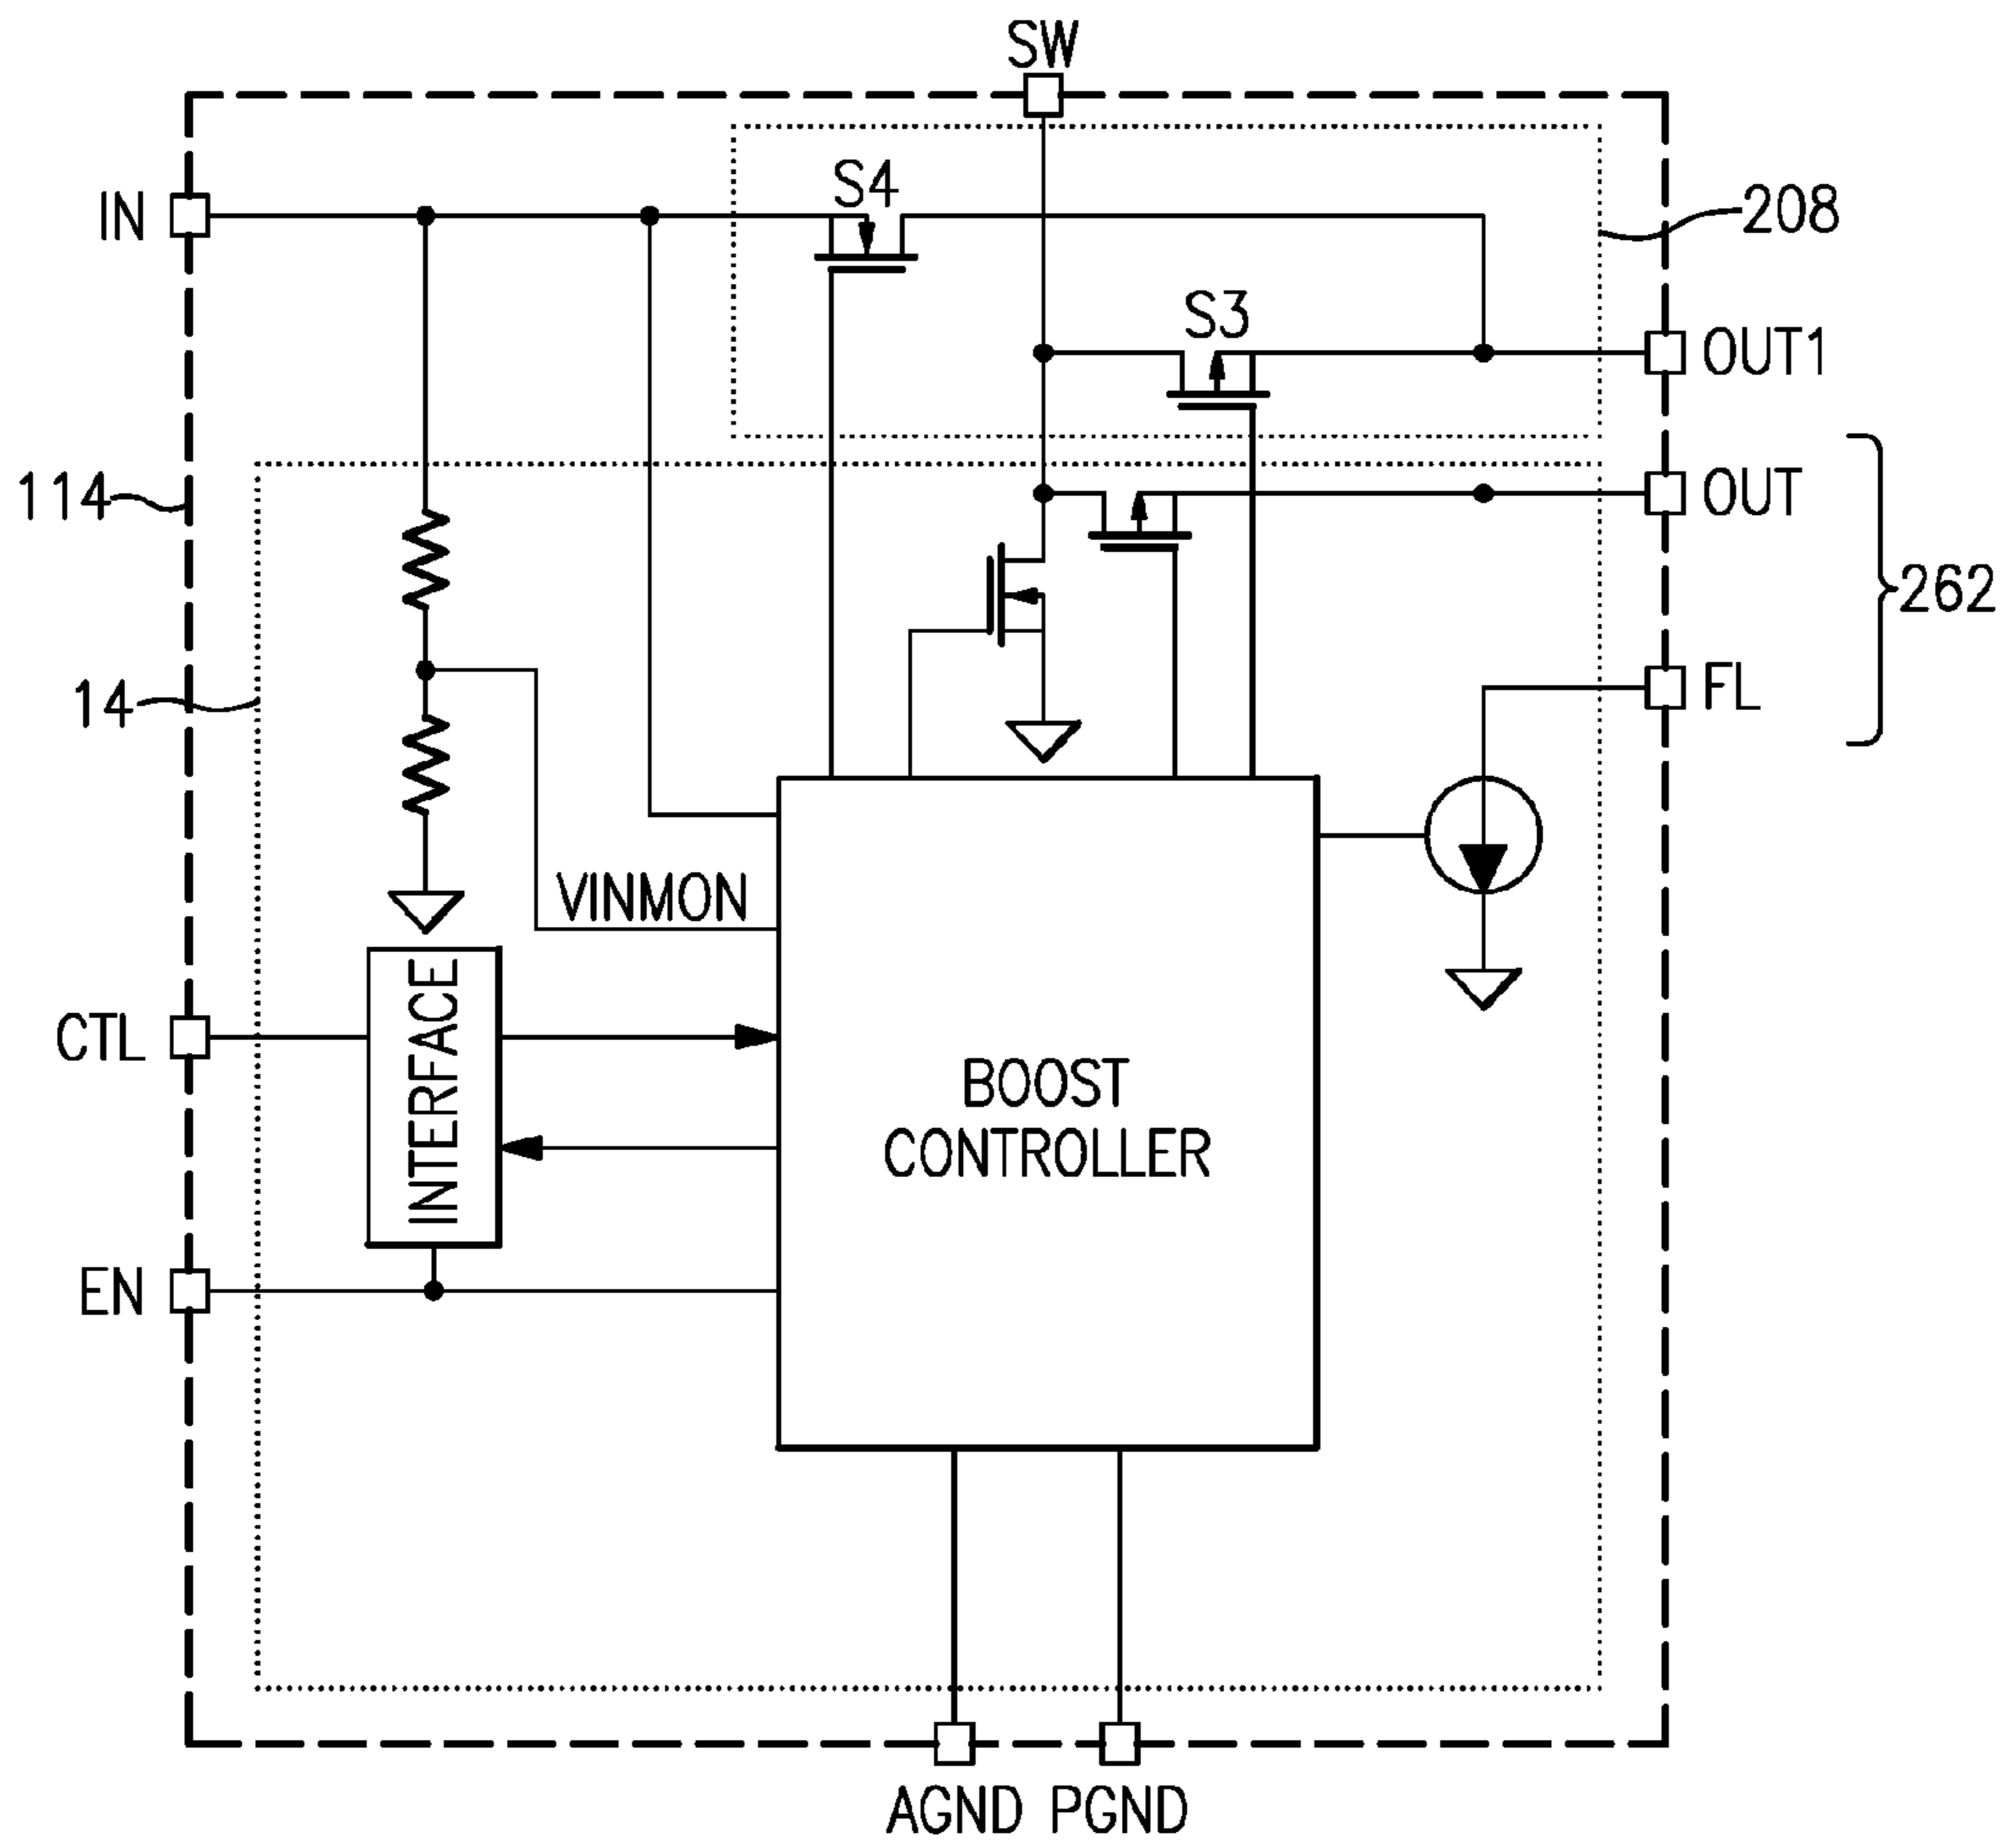 SW
S4
IN
208
S3
OUT1
114
OUT
262
14
FL
VINMON
INTERFACE
CTL
BOOST
CONTROLLER
EN
AGND PGND